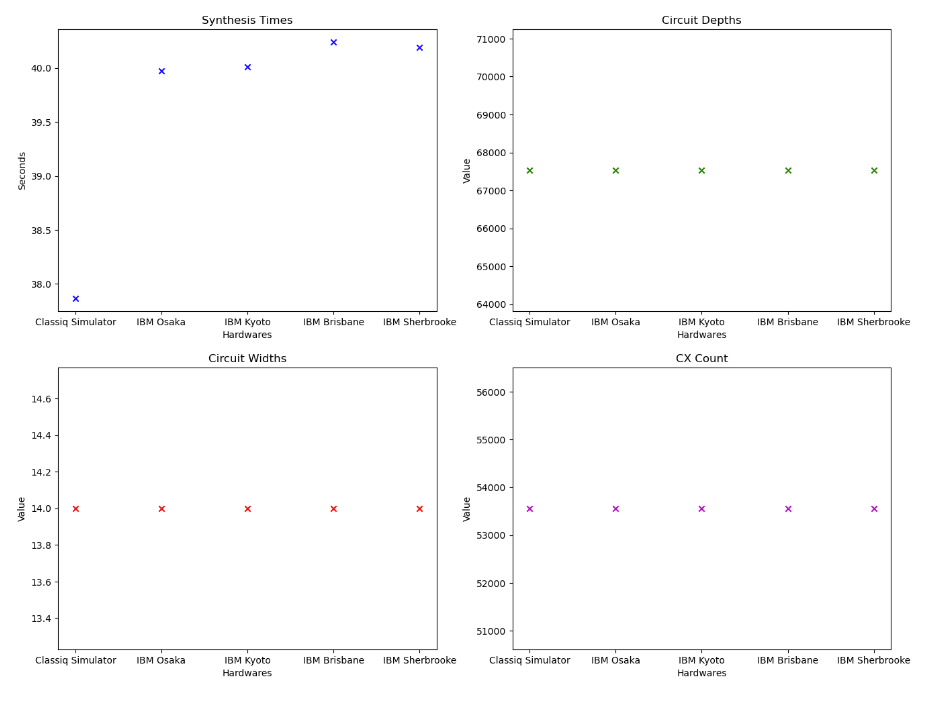 Synthesis Times
40.0
39.5
39.0
38.5
38.0
Seconds
Classiq Simulator IBM Osaka IBM Kyoto IBM Brisbane IBM Sherbrooke
Hardwares
Circuit Depths
71000
70000
69000
68000
67000
66000
65000
64000
Value
Classiq Simulator IBM Osaka IBM Kyoto IBM Brisbane IBM Sherbrooke
Hardwares
Circuit Widths
14.6
14.4
14.2
14.0
13.8
13.6
13.4
Value
Classiq Simulator IBM Osaka IBM Kyoto IBM Brisbane IBM Sherbrooke
Hardwares
CX Count
56000
55000
54000
53000
52000
51000
Value
Classiq Simulator IBM Osaka IBM Kyoto IBM Brisbane IBM Sherbrooke
Hardwares